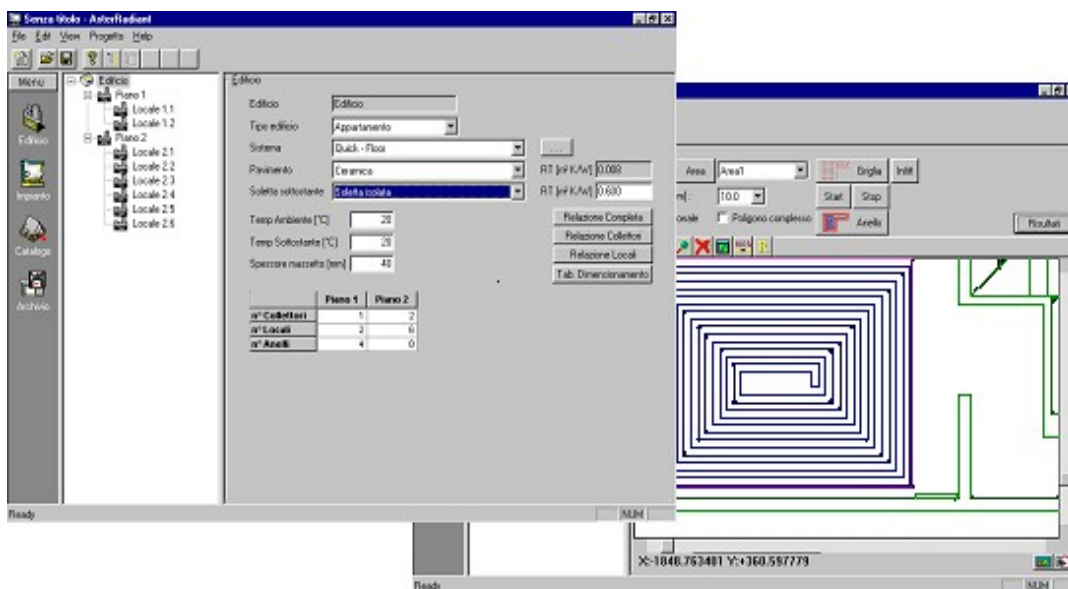 Senza titolo - AsterRadiant
File Edit View Progetto Help
Menu
Edificio
Impianto
Catalogo
Archivio
Edificio
Piano 1
Locale 1.1
Locale 1.2
Piano 2
Locale 2.1
Locale 2.2
Locale 2.3
Locale 2.4
Locale 2.5
Locale 2.6
Edificio
Edificio Edificio
Tipo edificio Appartamento
Sistema Quick - Floor ...
Pavimento Ceramica RT [m² K/W] 0.008
Soletta sottostante Soletta isolata RT [m² K/W] 0.600
Temp Ambiente [°C] 20
Temp Sottostante [°C] 20
Spessore massetto [mm] 40
Relazione Completa
Relazione Collettori
Relazione Locali
Tab. Dimensionamento
Piano 1 Piano 2
n° Collettori 1 2
n° Locali 2 6
n° Anelli 4 0
Ready NUM
Area Area1 Griglia
10.0 Start Stop
Poligono complesso Anello
Risultati
X:-1848.763401 Y:+360.597779
Ready NUM